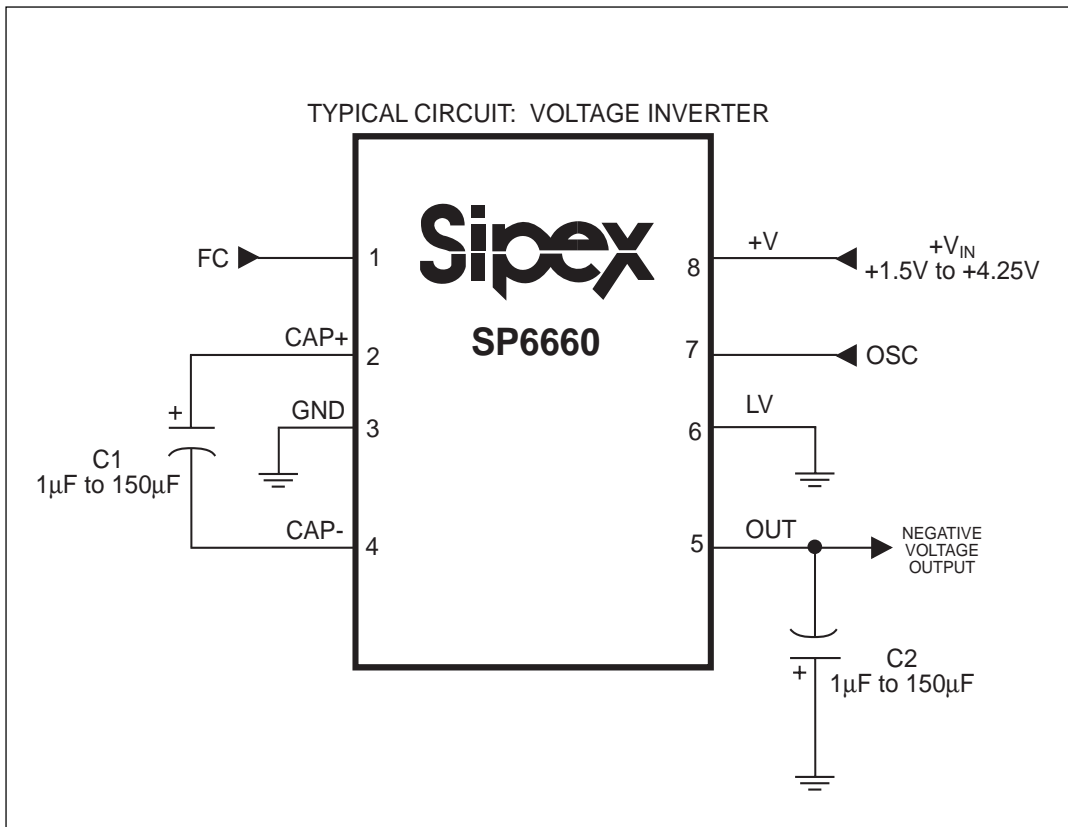 TYPICAL CIRCUIT: VOLTAGE INVERTER
Sipex
SP6660
FC
1
CAP+
2
GND
3
CAP-
4
+
C1
1μF to 150μF
8
+V
+VIN
+1.5V to +4.25V
7
OSC
6
LV
5
OUT
NEGATIVE
VOLTAGE
OUTPUT
+
C2
1μF to 150μF